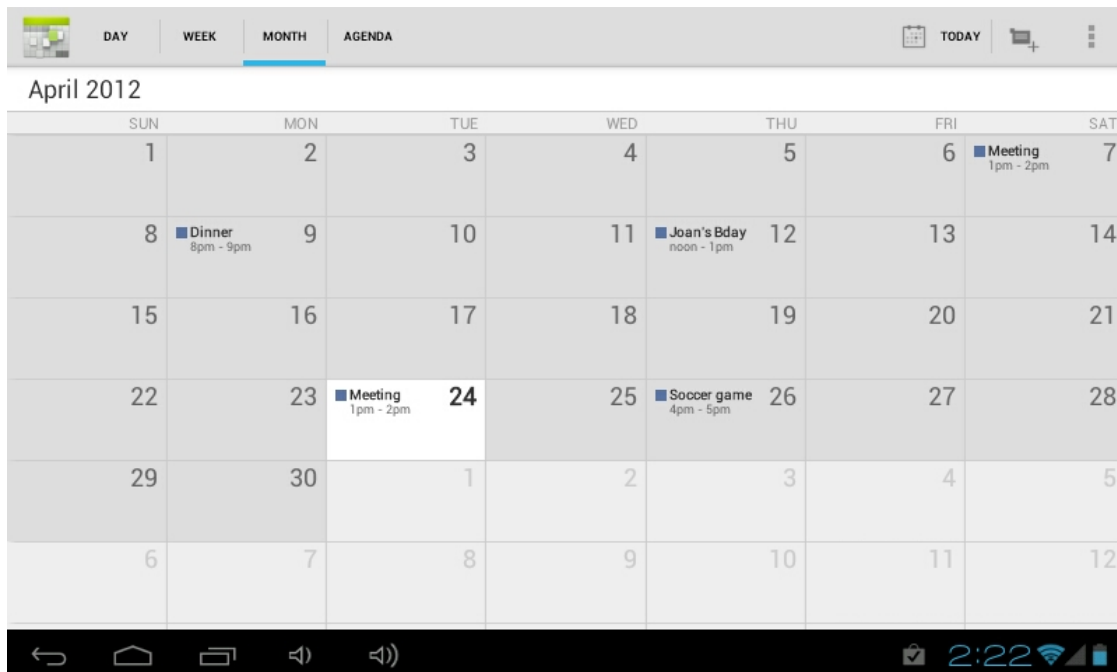 DAY WEEK MONTH AGENDA TODAY
April 2012
SUN MON TUE WED THU FRI SAT
1 2 3 4 5 6 Meeting 7
1pm - 2pm
8 Dinner 9 10 11 Joan's Bday 12 13 14
8pm - 9pm noon - 1pm
15 16 17 18 19 20 21
22 23 Meeting 24 25 Soccer game 26 27 28
1pm - 2pm 4pm - 5pm
29 30 1 2 3 4 5
6 7 8 9 10 11 12
2:22